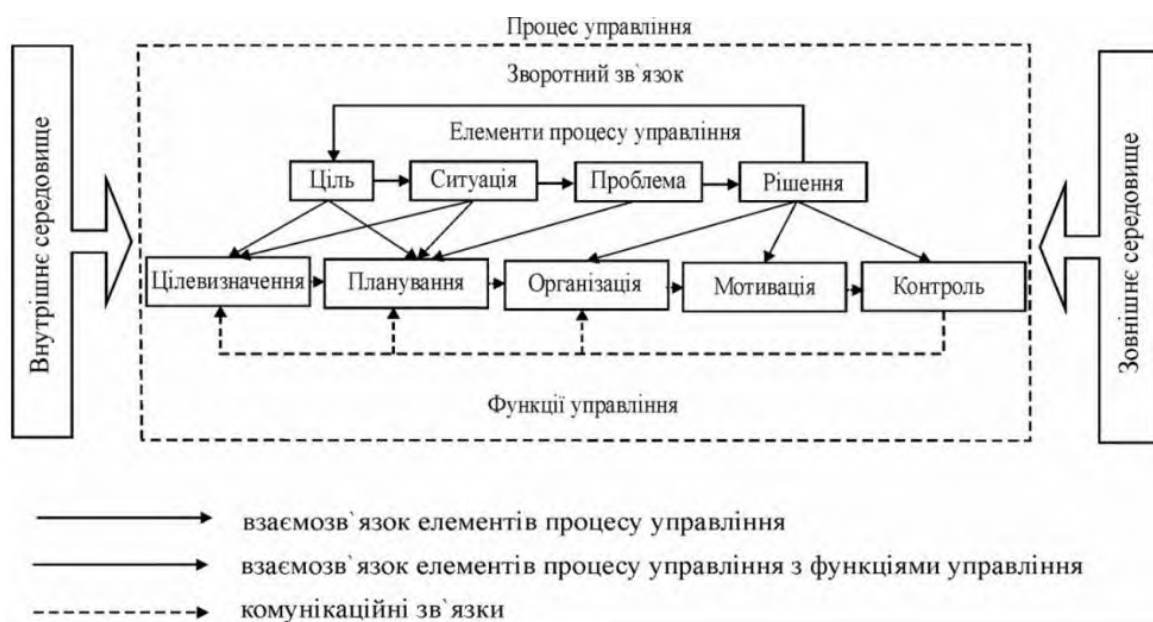 Процес управління
Зворотний зв`язок
Елементи процесу управління
Ціль
Ситуація
Проблема
Рішення
Цілевизначення
Планування
Організація
Мотивація
Контроль
Функції управління
Внутрішнє середовище
Зовнішнє середовище
взаємозв`язок елементів процесу управління
взаємозв`язок елементів процесу управління з функціями управління
комунікаційні зв`язки